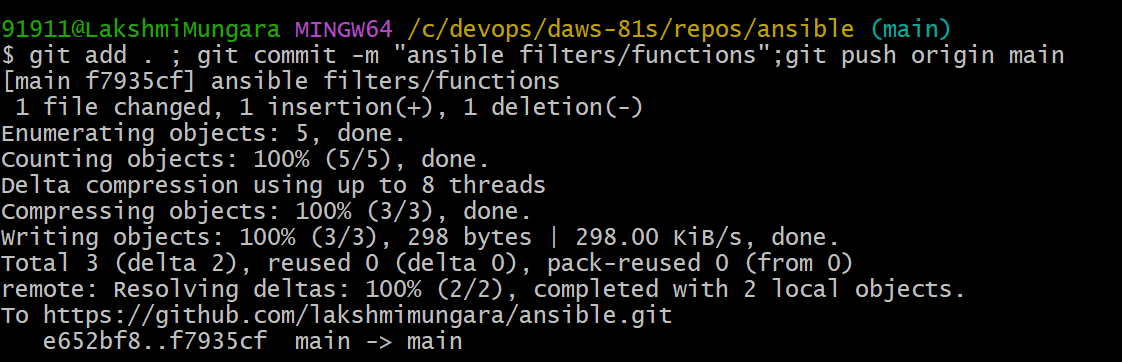 91911@LakshmiMungara MINGW64 /c/devops/daws-81s/repos/ansible (main)
$ git add . ; git commit -m "ansible filters/functions";git push origin main
[main f7935cf] ansible filters/functions
 1 file changed, 1 insertion(+), 1 deletion(-)
Enumerating objects: 5, done.
Counting objects: 100% (5/5), done.
Delta compression using up to 8 threads
Compressing objects: 100% (3/3), done.
Writing objects: 100% (3/3), 298 bytes | 298.00 KiB/s, done.
Total 3 (delta 2), reused 0 (delta 0), pack-reused 0 (from 0)
remote: Resolving deltas: 100% (2/2), completed with 2 local objects.
To https://github.com/lakshmimungara/ansible.git
   e652bf8..f7935cf  main -> main